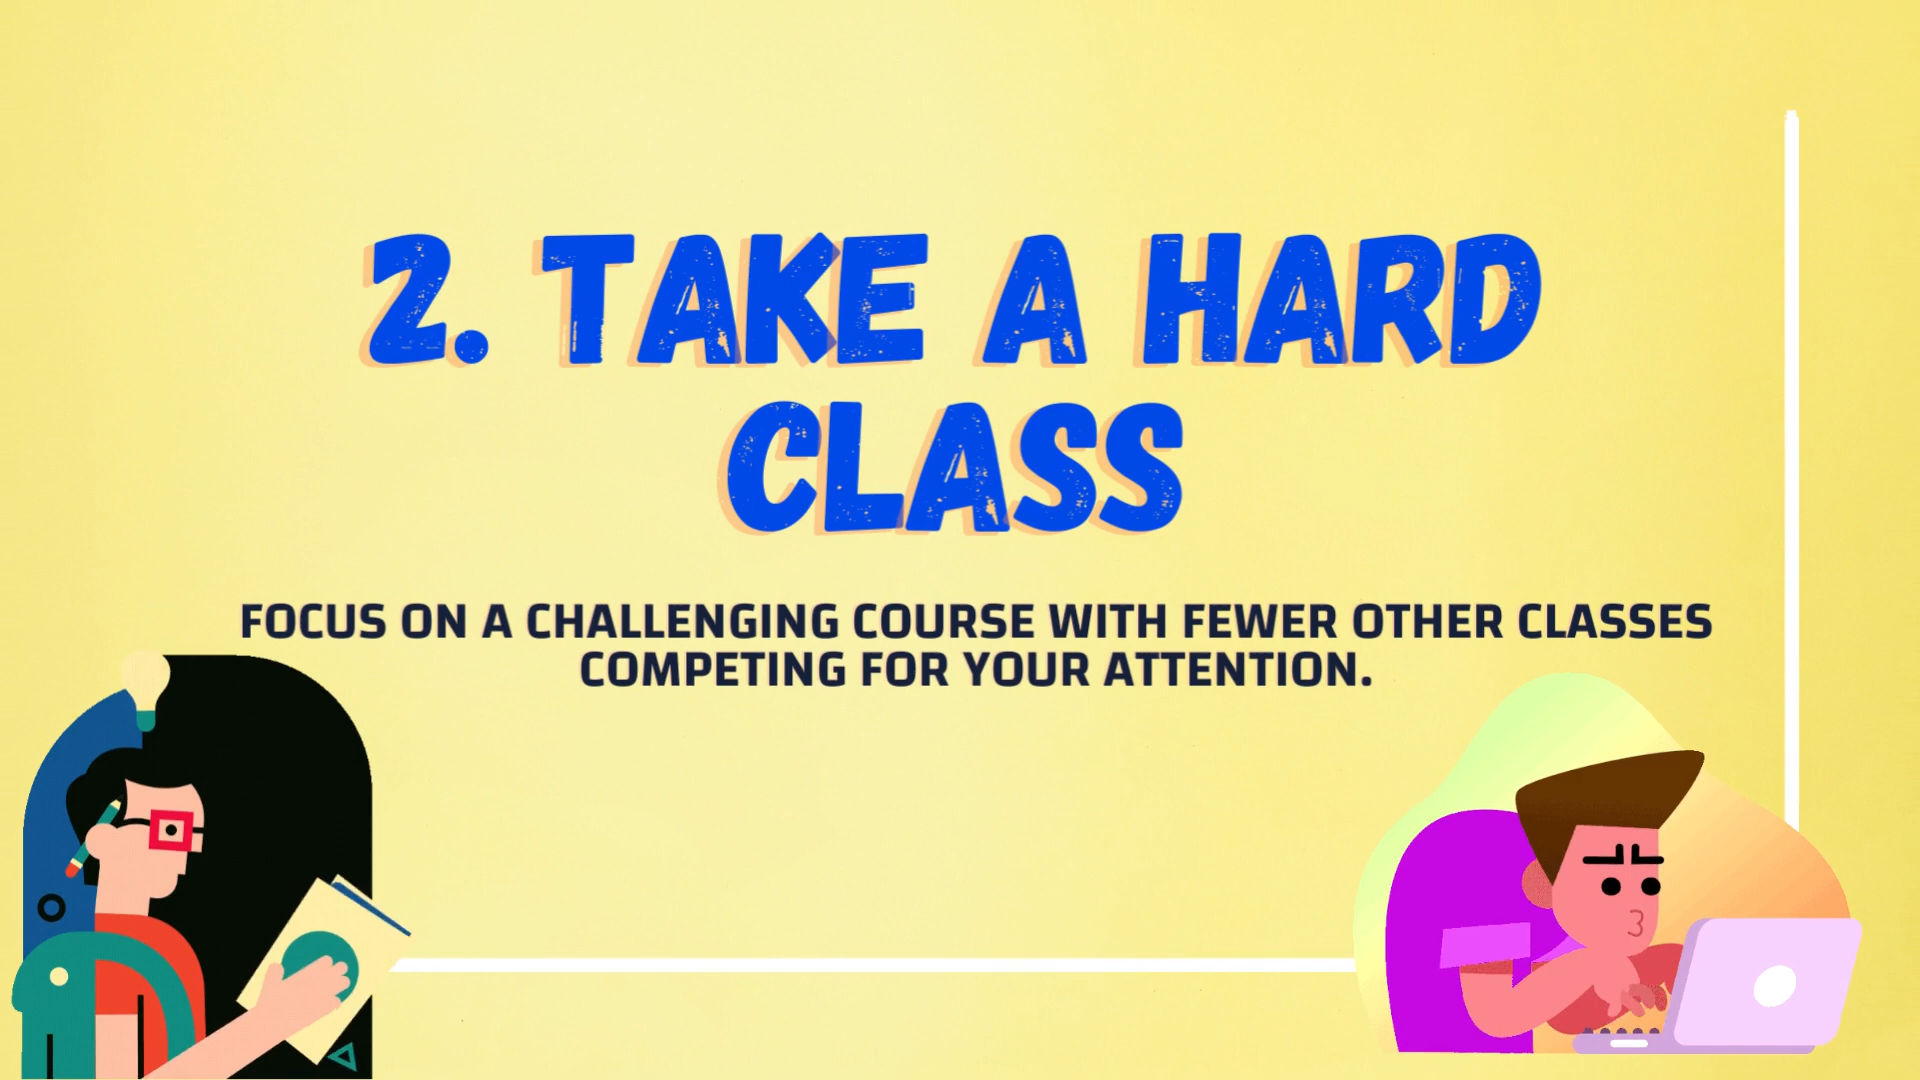 2. TAKE A HARD
CLASS
FOCUS ON A CHALLENGING COURSE WITH FEWER OTHER CLASSES
COMPETING FOR YOUR ATTENTION.